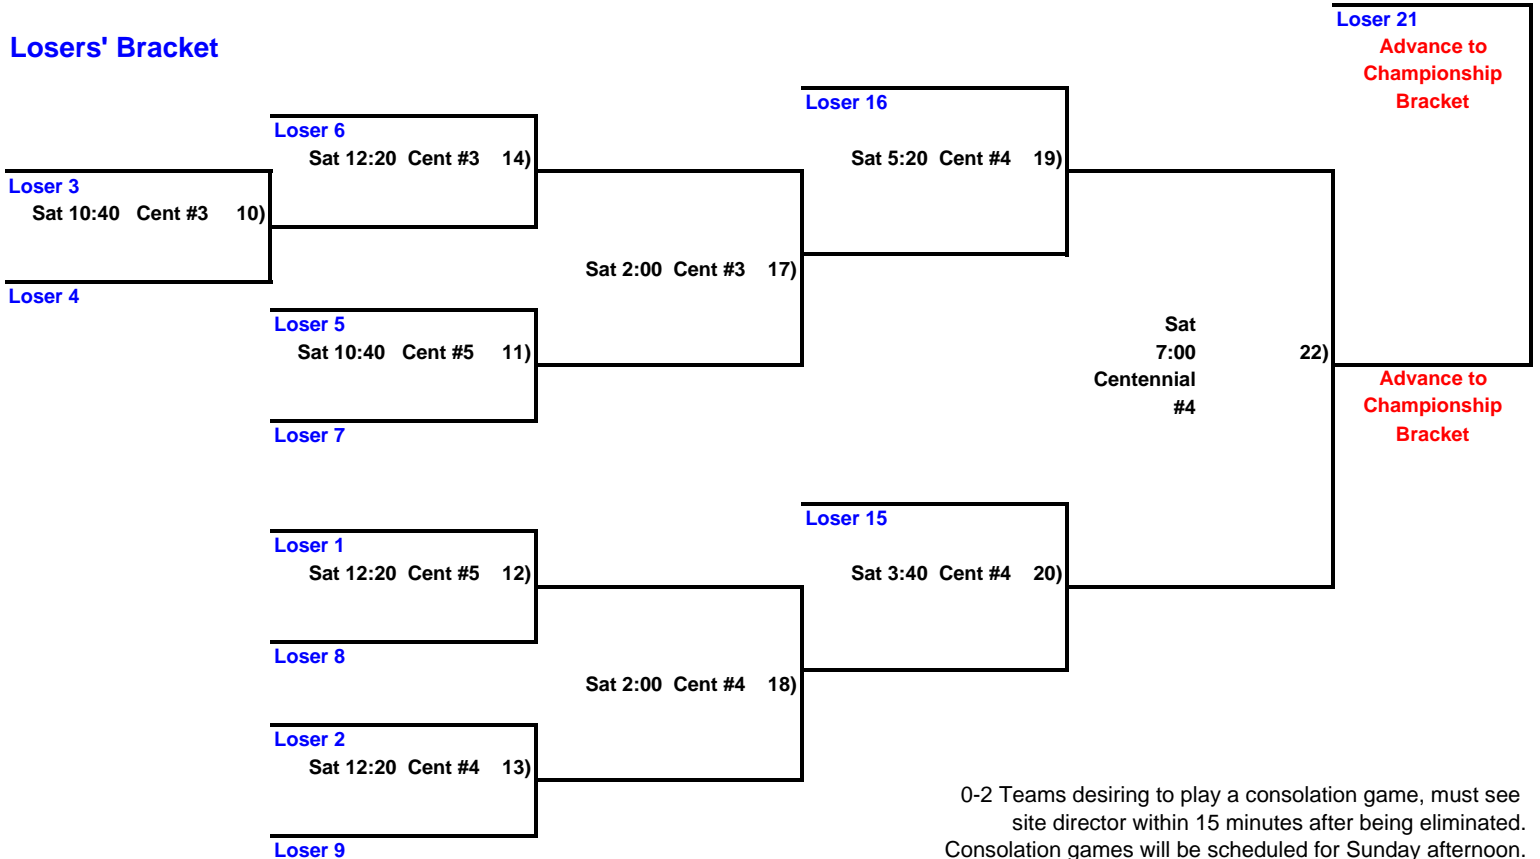 Loser 21
Losers' Bracket
Advance to
Championship
Bracket
Loser 16
Loser 6
Sat 12:20 Cent #3 14)
Sat 5:20 Cent #4 19)
Loser 3
Sat 10:40 Cent #3 10)
Sat 2:00 Cent #3 17)
Loser 4
Loser 5
Sat 10:40 Cent #5 11)
Sat
7:00 22)
Centennial
#4
Advance to
Championship
Bracket
Loser 7
Loser 15
Loser 1
Sat 12:20 Cent #5 12)
Sat 3:40 Cent #4 20)
Loser 8
Sat 2:00 Cent #4 18)
Loser 2
Sat 12:20 Cent #4 13)
0-2 Teams desiring to play a consolation game, must see
site director within 15 minutes after being eliminated.
Consolation games will be scheduled for Sunday afternoon.
Loser 9